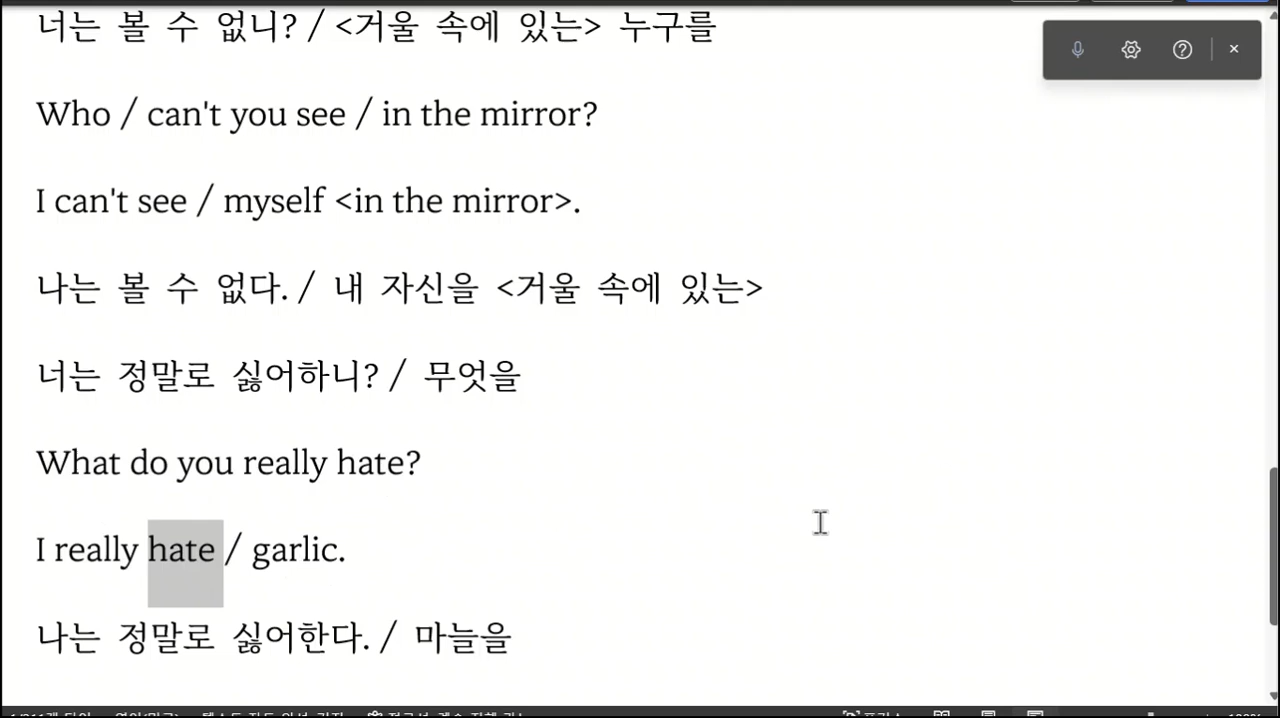 너는 볼 수 없니? / <거울 속에 있는> 누구를
Who / can't you see / in the mirror?
I can't see / myself <in the mirror>.
나는 볼 수 없다. / 내 자신을 <거울 속에 있는>
너는 정말로 싫어하니? / 무엇을
What do you really hate?
I really hate / garlic.
나는 정말로 싫어한다. / 마늘을